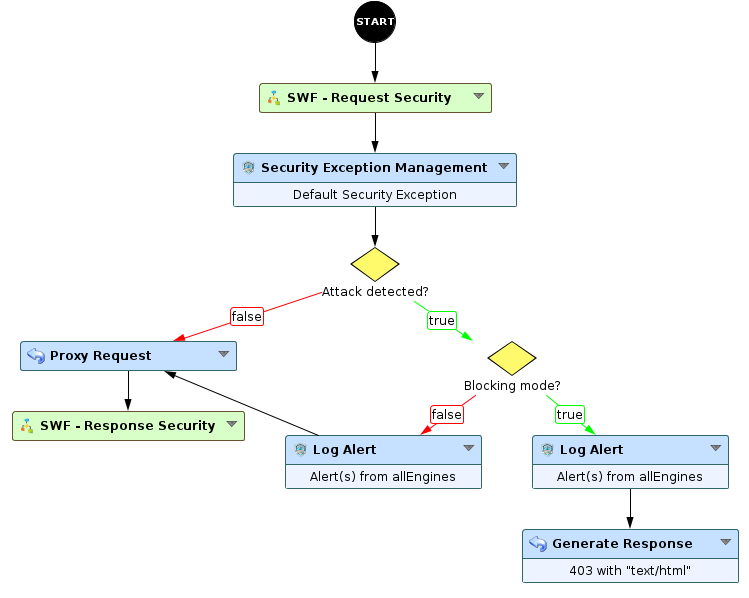 START
SWF - Request Security
Security Exception Management
Default Security Exception
Attack detected?
false
true
Proxy Request
Blocking mode?
SWF - Response Security
false
true
Log Alert
Alert(s) from allEngines
Log Alert
Alert(s) from allEngines
Generate Response
403 with "text/html"